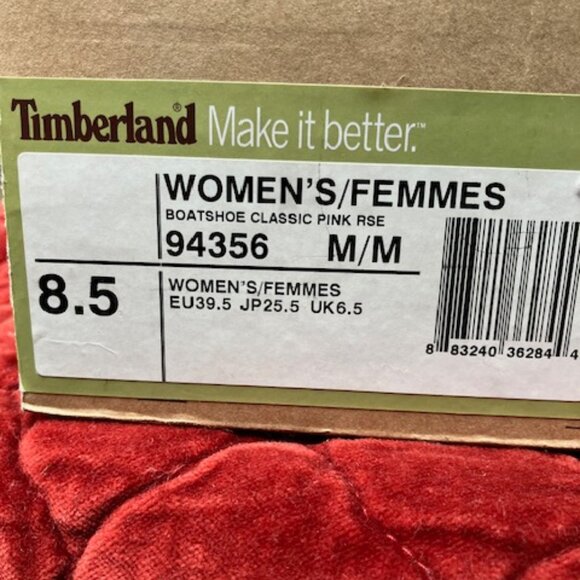 Timberland® Make it better.™
WOMEN'S/FEMMES
BOATSHOE CLASSIC PINK RSE
94356 M/M
8.5
WOMEN'S/FEMMES
EU39.5 JP25.5 UK6.5
8 83240 36284 4